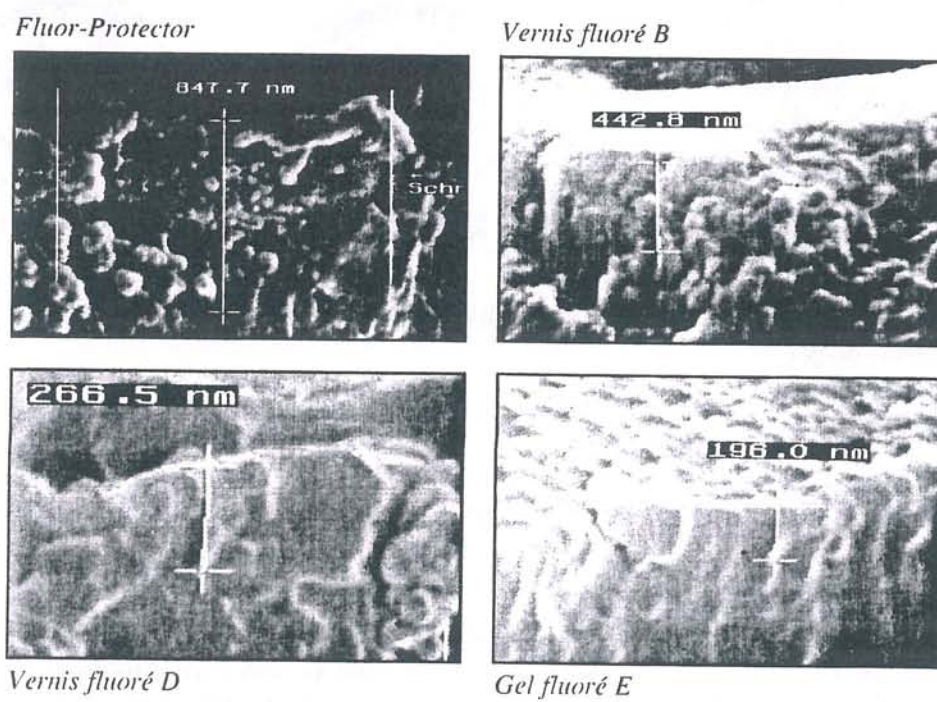 Fluor-Protector
Vernis fluoré B
847.7 nm
Schr
442.8 nm
266.5 nm
196.0 nm
Vernis fluoré D
Gel fluoré E